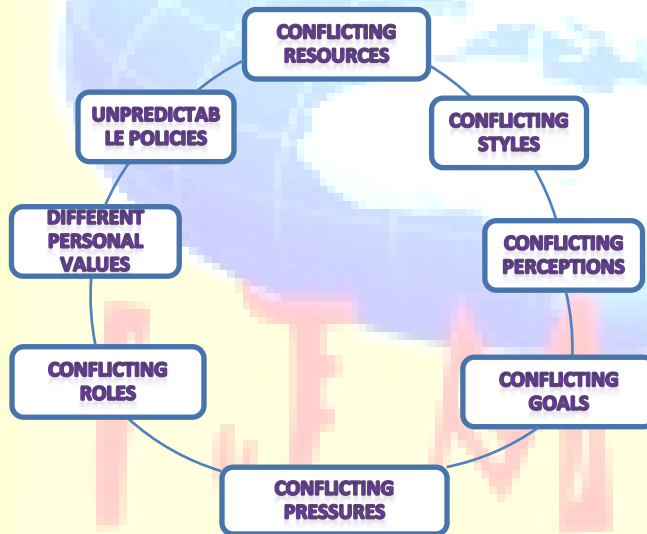 CONFLICTING
RESOURCES
CONFLICTING
STYLES
CONFLICTING
PERCEPTIONS
CONFLICTING
GOALS
CONFLICTING
PRESSURES
CONFLICTING
ROLES
DIFFERENT
PERSONAL
VALUES
UNPREDICTAB
LE POLICIES